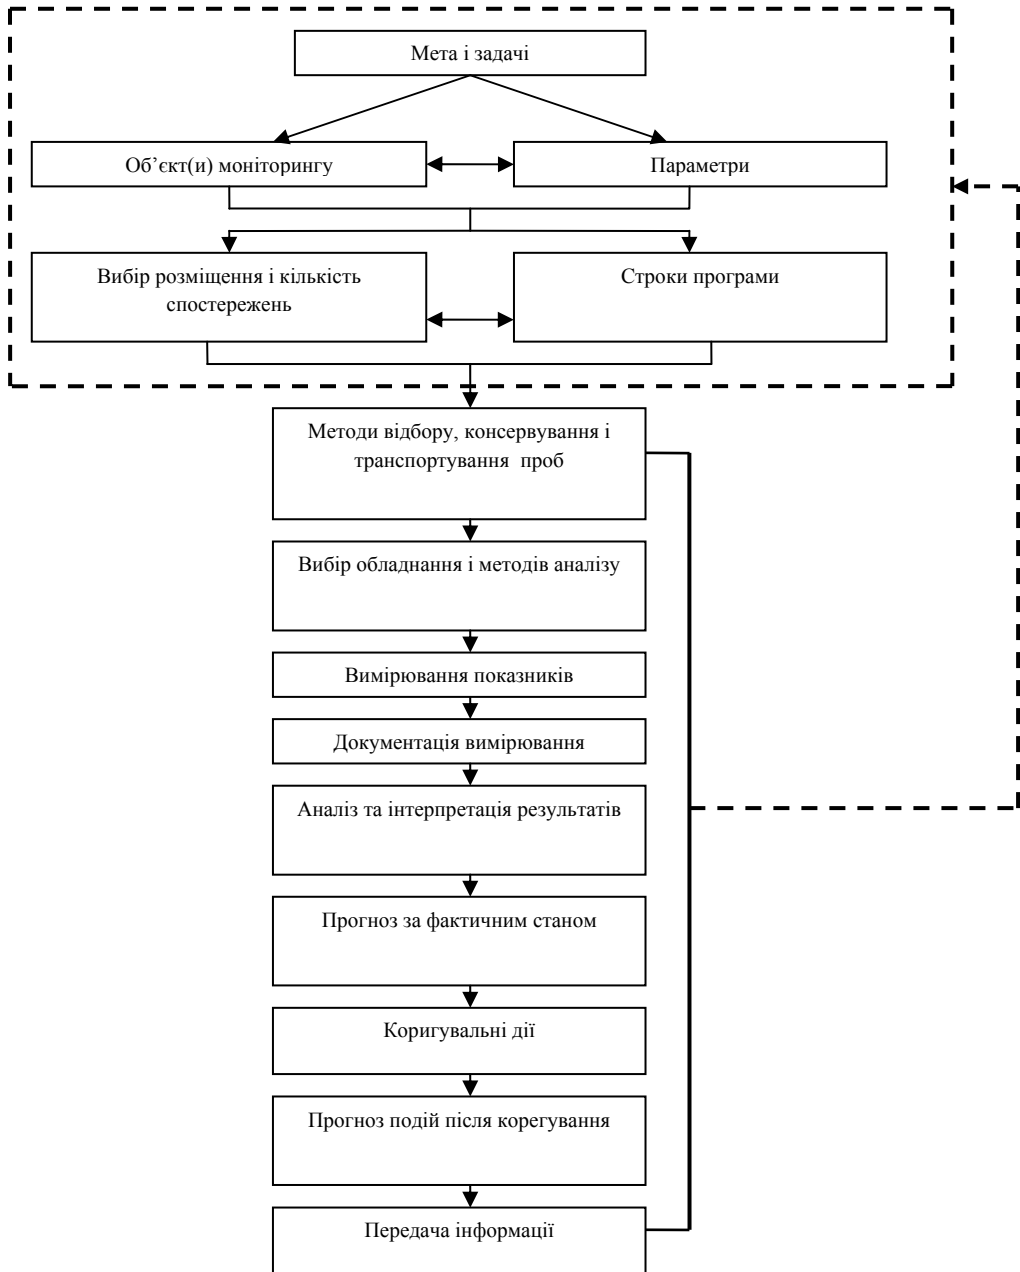 Мета і задачі
Об’єкт(и) моніторингу
Параметри
Вибір розміщення і кількість
спостережень
Строки програми
Методи відбору, консервування і
транспортування проб
Вибір обладнання і методів аналізу
Вимірювання показників
Документація вимірювання
Аналіз та інтерпретація результатів
Прогноз за фактичним станом
Коригувальні дії
Прогноз подій після корегування
Передача інформації